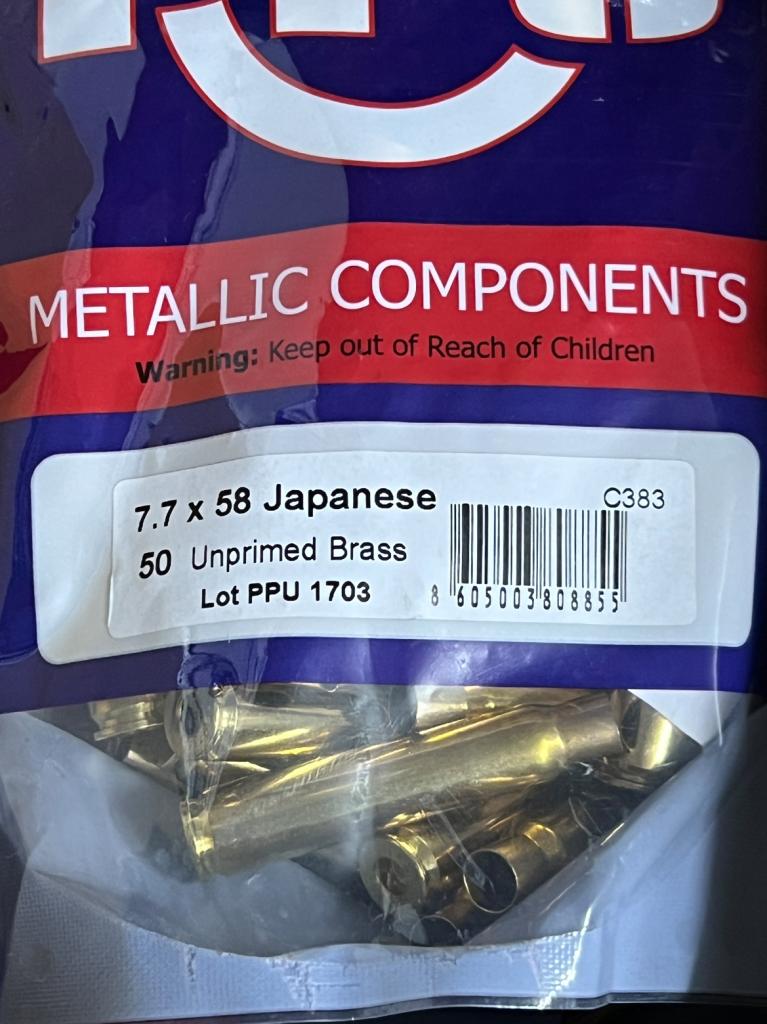 METALLIC COMPONENTS
Warning: Keep out of Reach of Children
7.7 x 58 Japanese
C383
50 Unprimed Brass
Lot PPU 1703
8 605003 808855